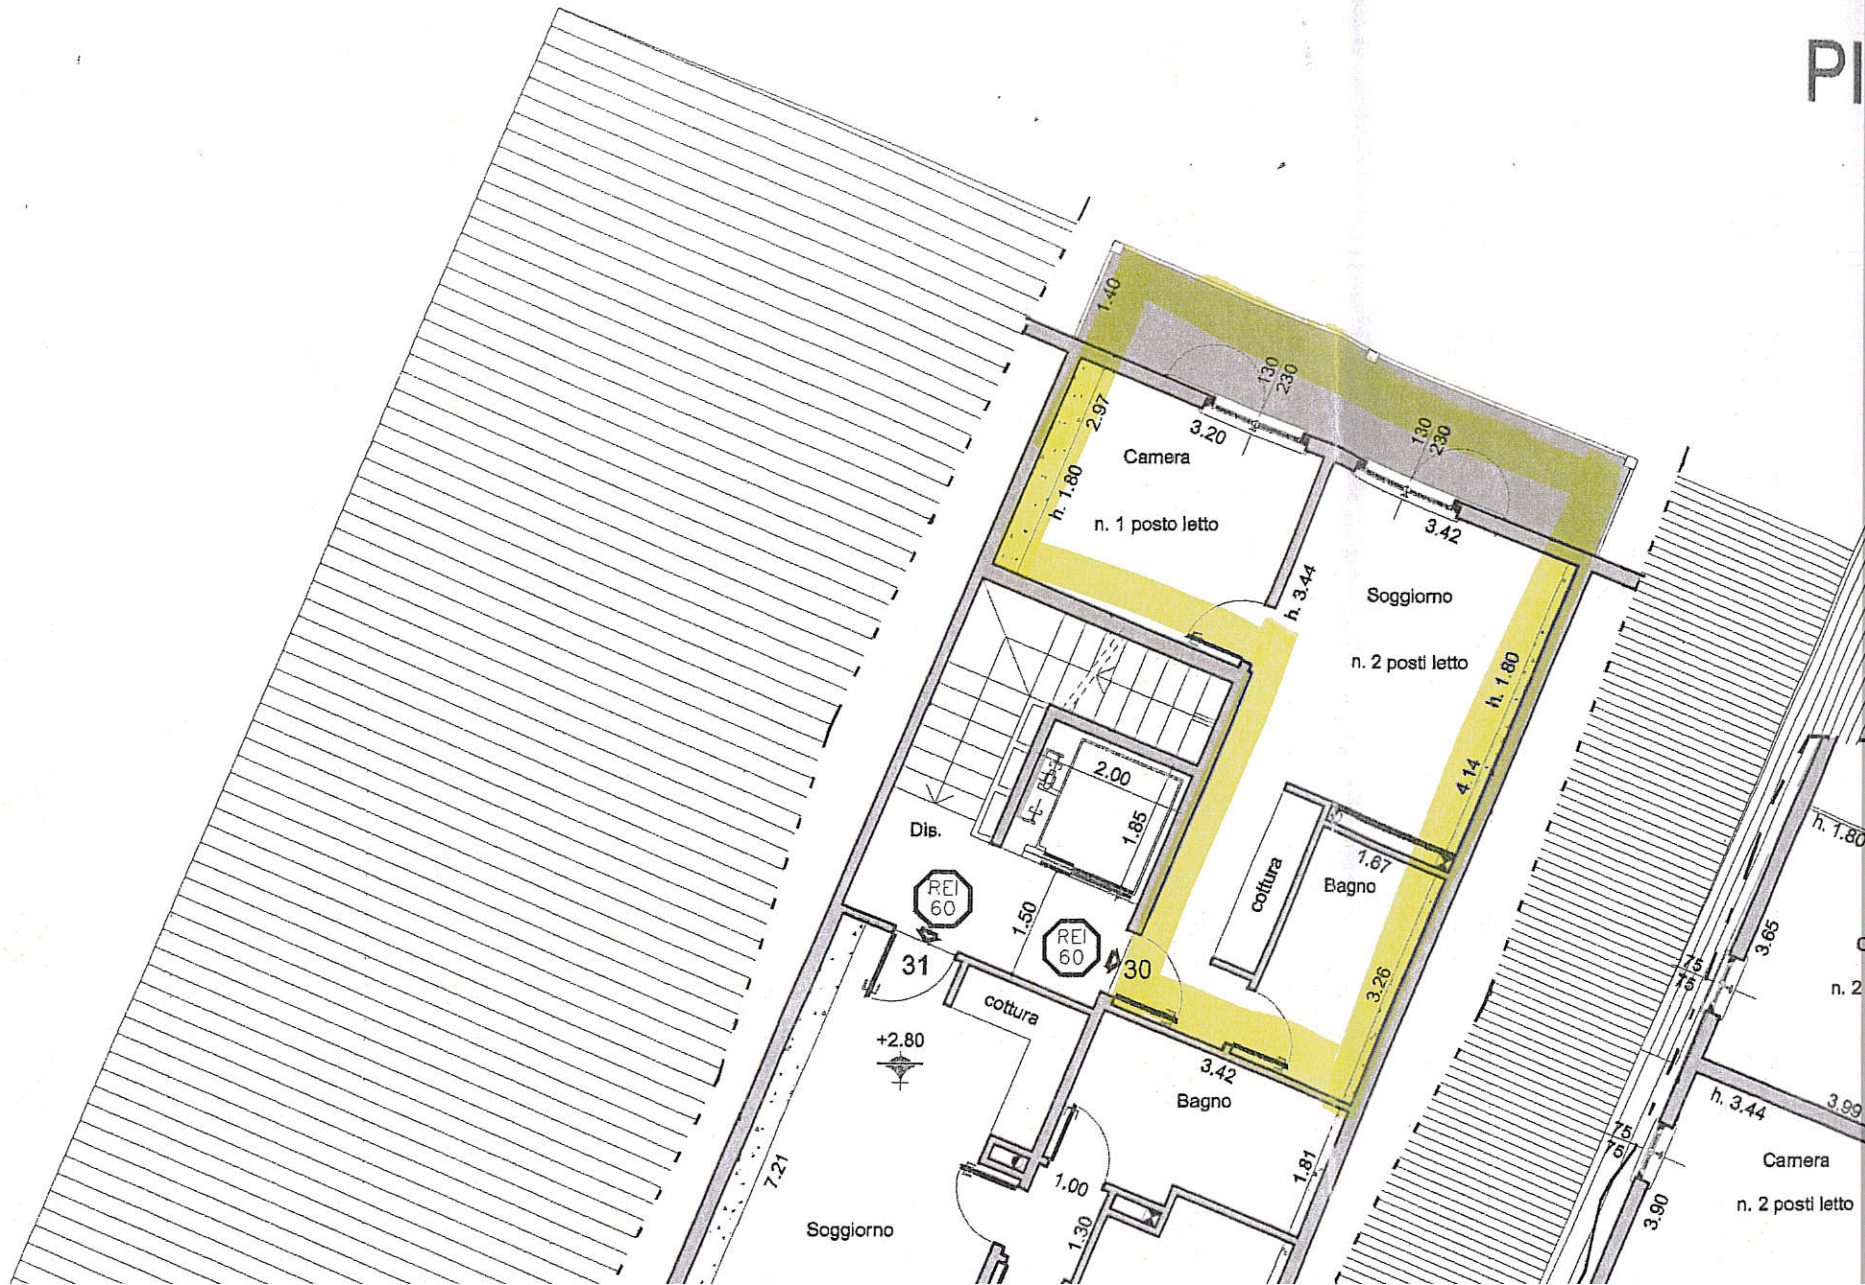 PI
1.40
130
230
2.97
3.20
130
230
Camera
h. 1.80
n. 1 posto letto
3.42
h. 3.44
Soggiorno
n. 2 posti letto
h. 1.80
2.00
4.14
1.85
Dis.
1.67
h. 1.80
cottura
Bagno
REI
60
1.50
REI
60
3.65
31
30
75
75
3.26
n. 2
cottura
+2.80
3.42
Bagno
h. 3.44
3.99
75
75
Camera
7.21
1.00
1.81
n. 2 posti letto
3.90
Soggiorno
1.30